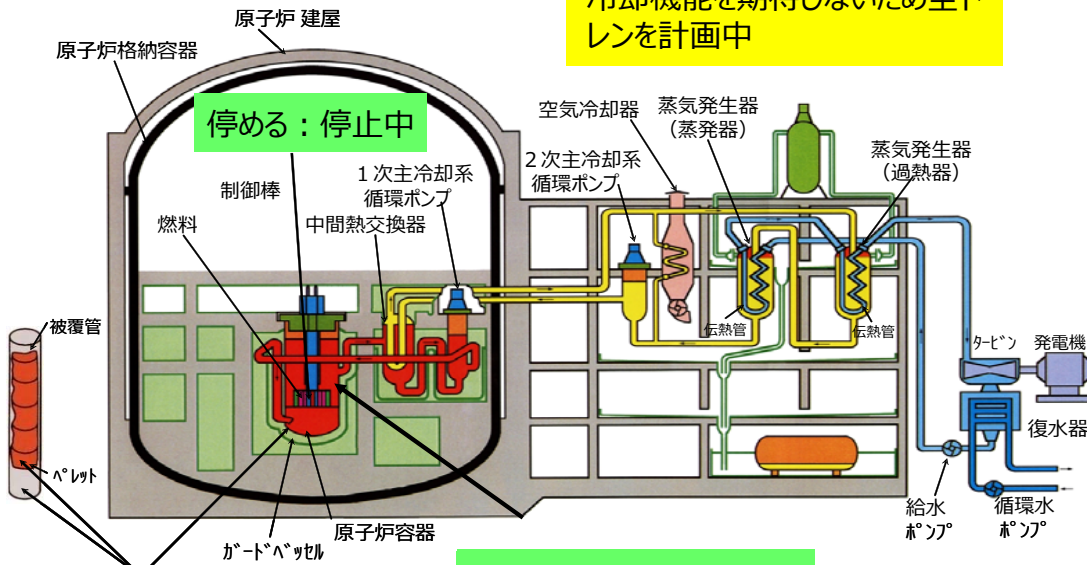 冷却機能を期待しないため全ド
レンを計画中
原子炉 建屋
原子炉格納容器
停める：停止中
空気冷却器
蒸気発生器
（蒸発器）
蒸気発生器
（過熱器）
２次主冷却系
循環ポンプ
制御棒
１次主冷却系
循環ポンプ
中間熱交換器
燃料
伝熱管
伝熱管
被覆管
ﾀｰﾋﾞﾝ
発電機
復水器
ﾍﾟﾚｯﾄ
給水
ﾎﾟﾝﾌﾟ
循環水
ﾎﾟﾝﾌﾟ
原子炉容器
ｶﾞｰﾄﾞﾍﾞｯｾﾙ